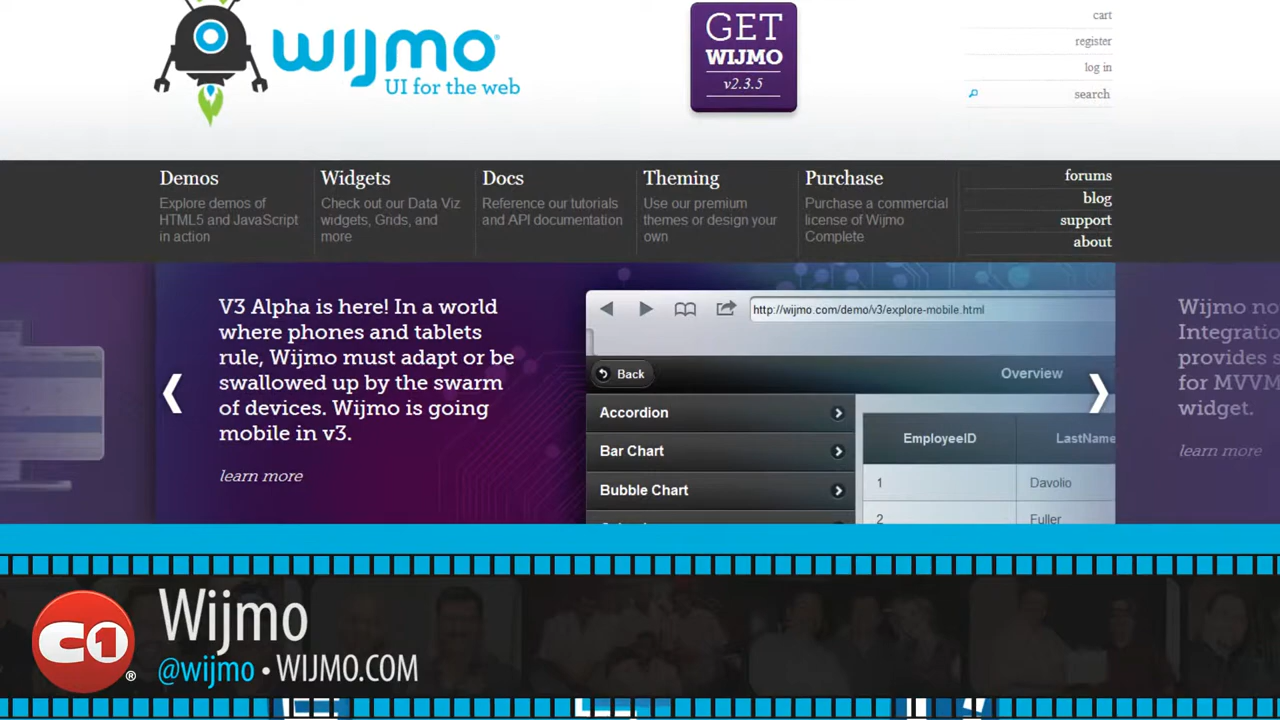 wijmo®
UI for the web
GET
WIJMO
v2.3.5
cart
register
log in
search
Demos
Explore demos of
HTML5 and JavaScript
in action
Widgets
Check out our Data Viz
widgets, Grids, and
more
Docs
Reference our tutorials
and API documentation
Theming
Use our premium
themes or design your
own
Purchase
Purchase a commercial
license of Wijmo
Complete
forums
blog
support
about
V3 Alpha is here! In a world
where phones and tablets
rule, Wijmo must adapt or be
swallowed up by the swarm
of devices. Wijmo is going
mobile in v3.
learn more
http://wijmo.com/demo/v3/explore-mobile.html
Back
Overview
Accordion
Bar Chart
Bubble Chart
EmployeeID
LastName
1
Davolio
2
Fuller
Wijmo no
Integratio
provides s
for MVVM
widget.
learn more
C1®
Wijmo
@wijmo • WIJMO.COM